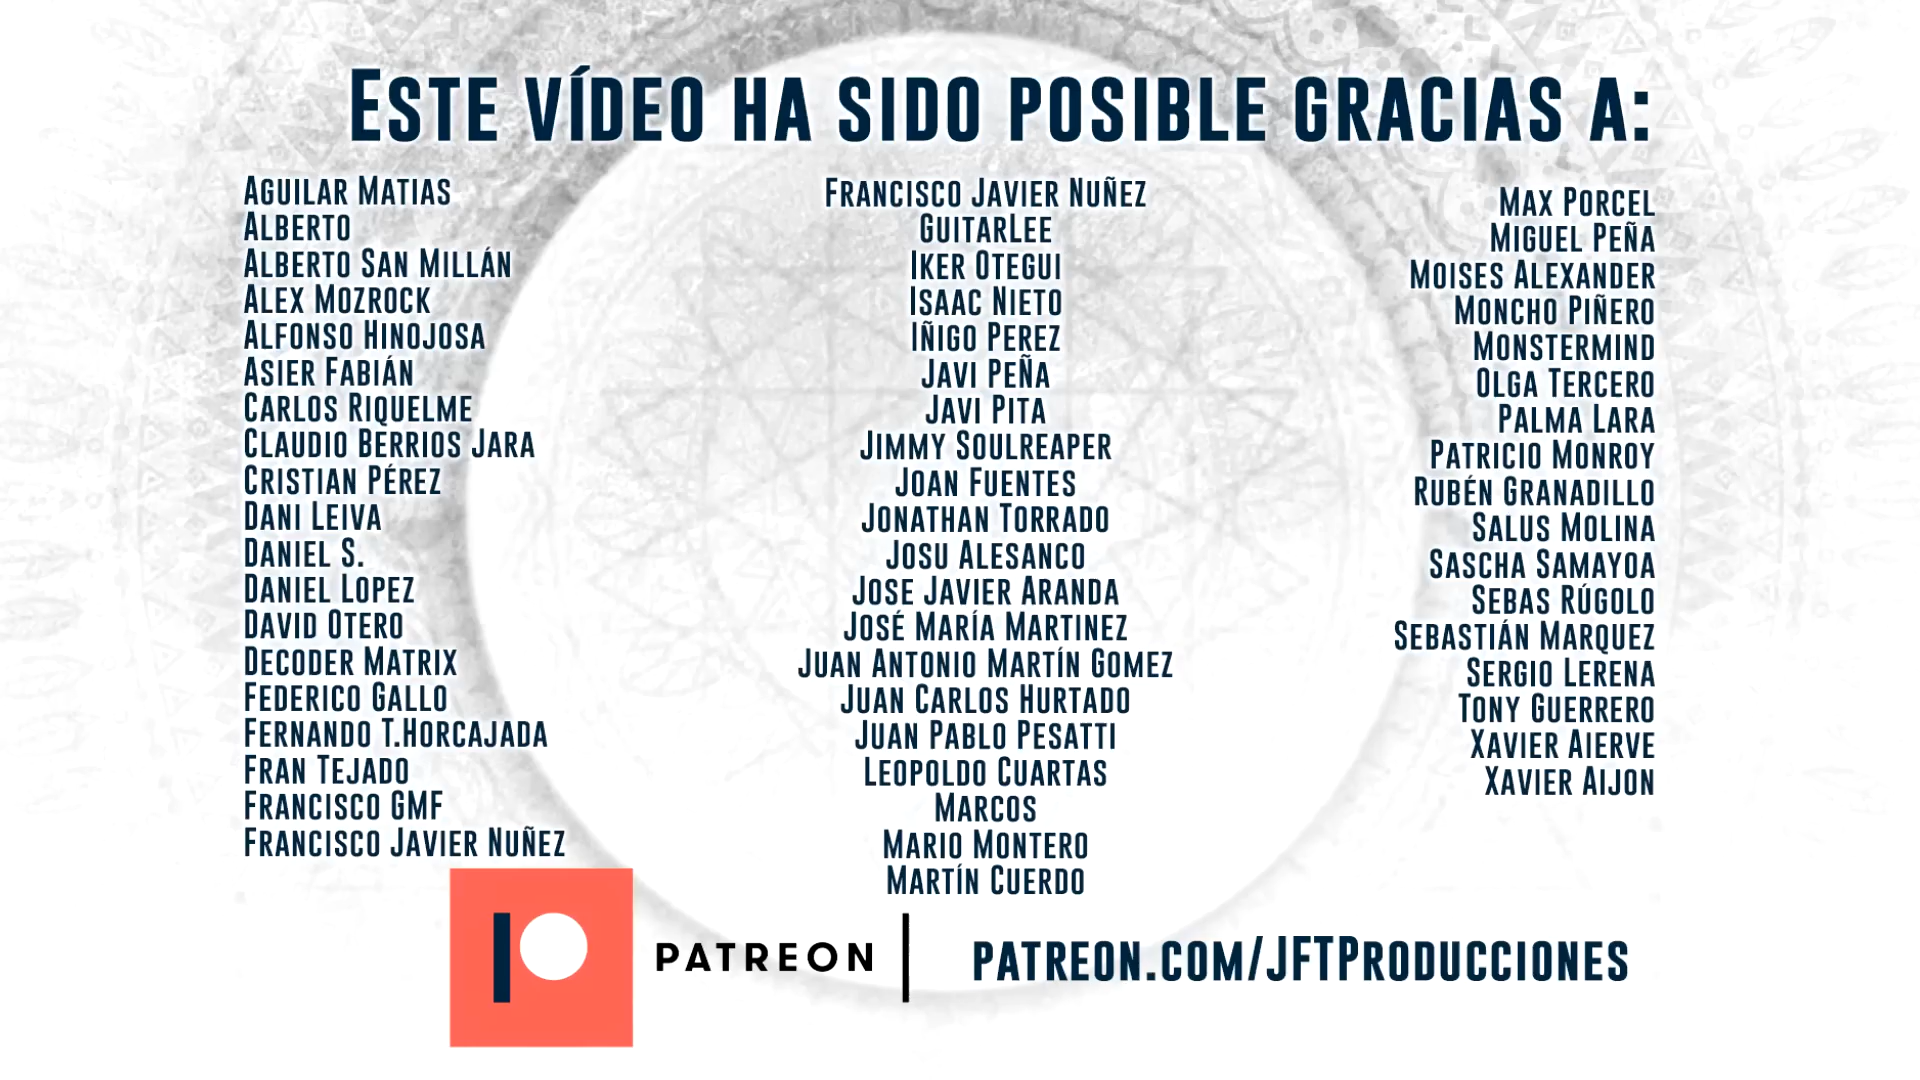 Este vídeo ha sido posible gracias a:
Aguilar Matias
Alberto
Alberto San Millán
Alex Mozrock
Alfonso Hinojosa
Asier Fabián
Carlos Riquelme
Claudio Berrios Jara
Cristian Pérez
Dani Leiva
Daniel S.
Daniel Lopez
David Otero
Decoder Matrix
Federico Gallo
Fernando T.Horcajada
Fran Tejado
Francisco GMF
Francisco Javier Nuñez
Francisco Javier Nuñez
GuitarLee
Iker Otegui
Isaac Nieto
Iñigo Perez
Javi Peña
Javi Pita
Jimmy Soulreaper
Joan Fuentes
Jonathan Torrado
Josu Alesanco
Jose Javier Aranda
José María Martinez
Juan Antonio Martín Gomez
Juan Carlos Hurtado
Juan Pablo Pesatti
Leopoldo Cuartas
Marcos
Mario Montero
Martín Cuerdo
Max Porcel
Miguel Peña
Moises Alexander
Moncho Piñero
Monstermind
Olga Tercero
Palma Lara
Patricio Monroy
Rubén Granadillo
Salus Molina
Sascha Samayoa
Sebas Rúgolo
Sebastián Marquez
Sergio Lerena
Tony Guerrero
Xavier Aierve
Xavier Aijon
PATREON
patreon.com/JFTProducciones